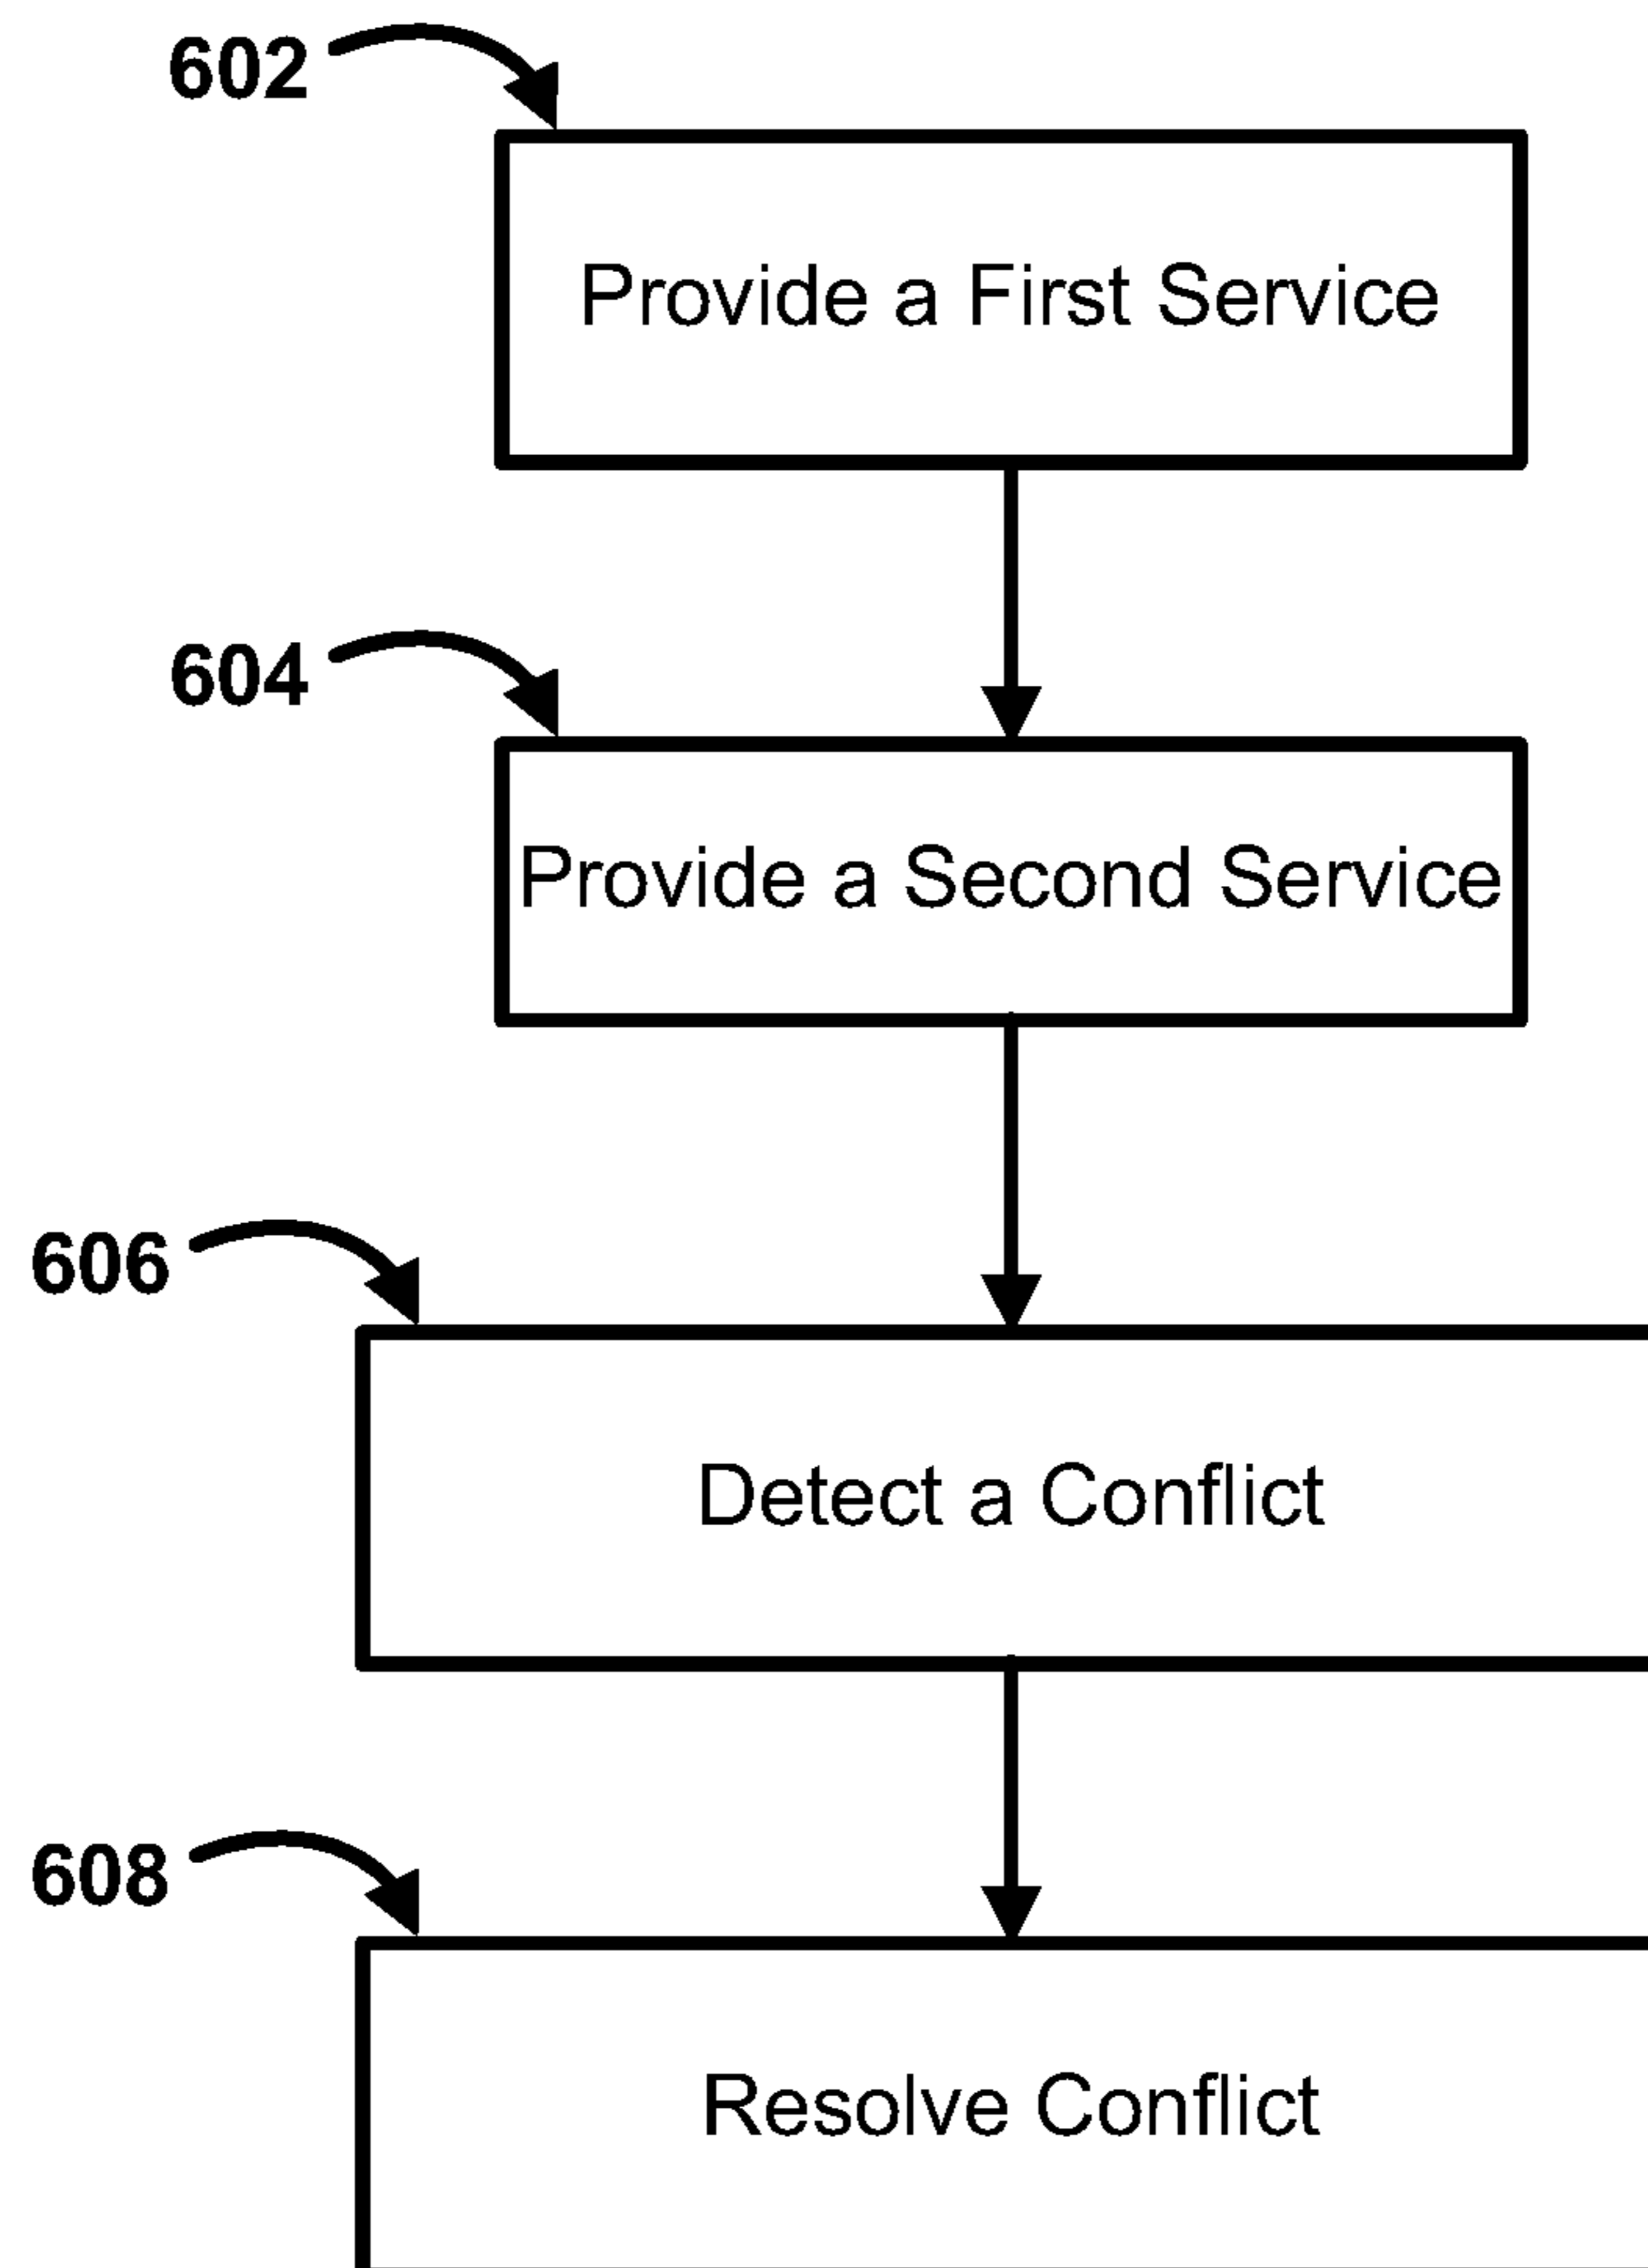 602
Provide a First Service
604
Provide a Second Service
606
Detect a Conflict
608
Resolve Conflict